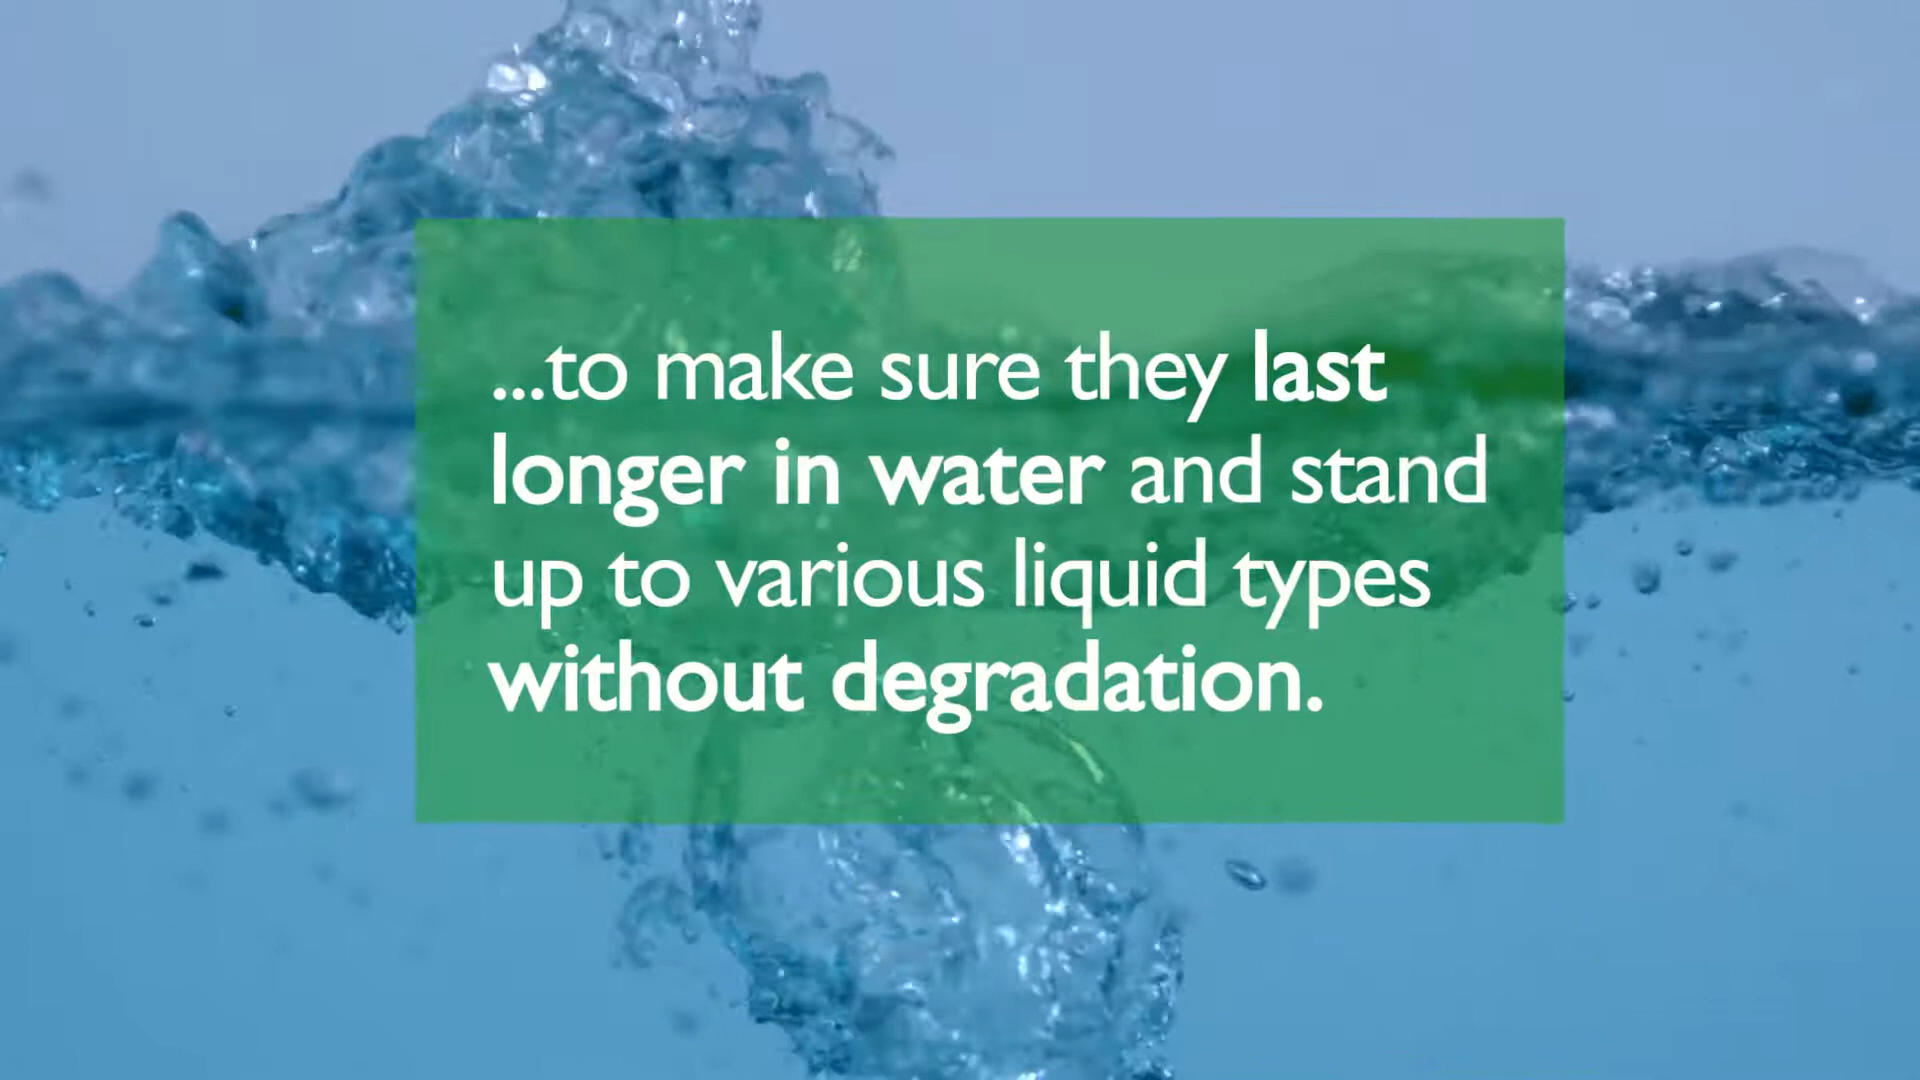 ...to make sure they last
longer in water and stand
up to various liquid types
without degradation.